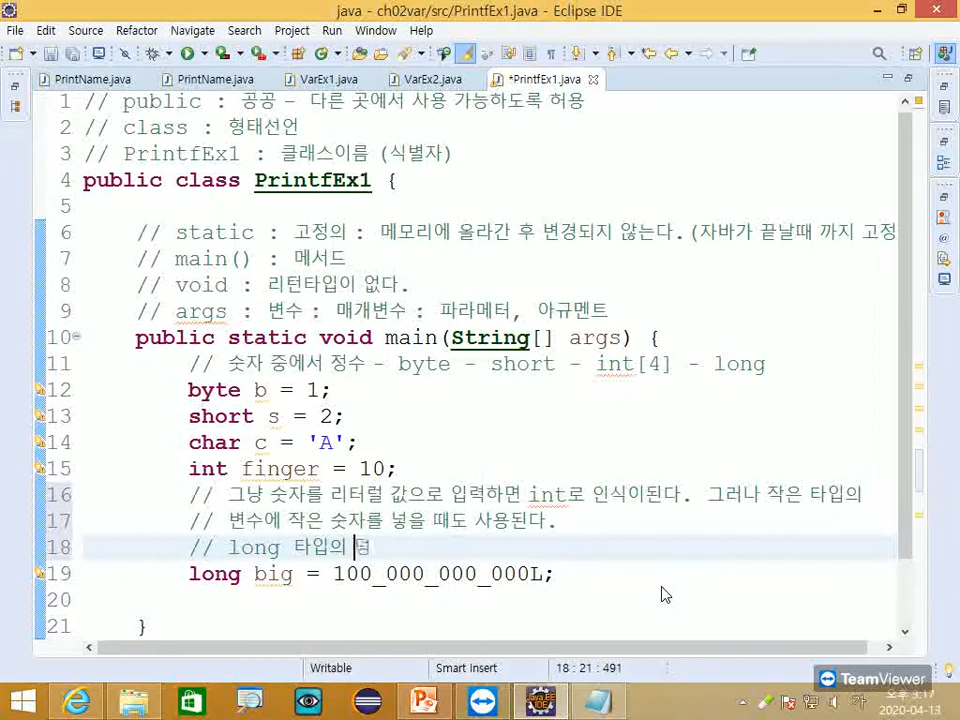 java - ch02var/src/PrintfEx1.java - Eclipse IDE
File Edit Source Refactor Navigate Search Project Run Window Help
PrintName.java PrintName.java VarEx1.java VarEx2.java *PrintfEx1.java
1 // public : 공공 - 다른 곳에서 사용 가능하도록 허용
2 // class : 형태선언
3 // PrintfEx1 : 클래스이름 (식별자)
4 public class PrintfEx1 {
5
6 // static : 고정의 : 메모리에 올라간 후 변경되지 않는다.(자바가 끝날때 까지 고정
7 // main() : 메서드
8 // void : 리턴타입이 없다.
9 // args : 변수 : 매개변수 : 파라메터, 아규멘트
10 public static void main(String[] args) {
11 // 숫자 중에서 정수 - byte - short - int[4] - long
12 byte b = 1;
13 short s = 2;
14 char c = 'A';
15 int finger = 10;
16 // 그냥 숫자를 리터럴 값으로 입력하면 int로 인식이된다. 그러나 작은 타입의
17 // 변수에 작은 숫자를 넣을 때도 사용된다.
18 // long 타입의
19 long big = 100_000_000_000L;
20
21 }
Writable Smart Insert 18 : 21 : 491
TeamViewer
오후 3:17
2020-04-13